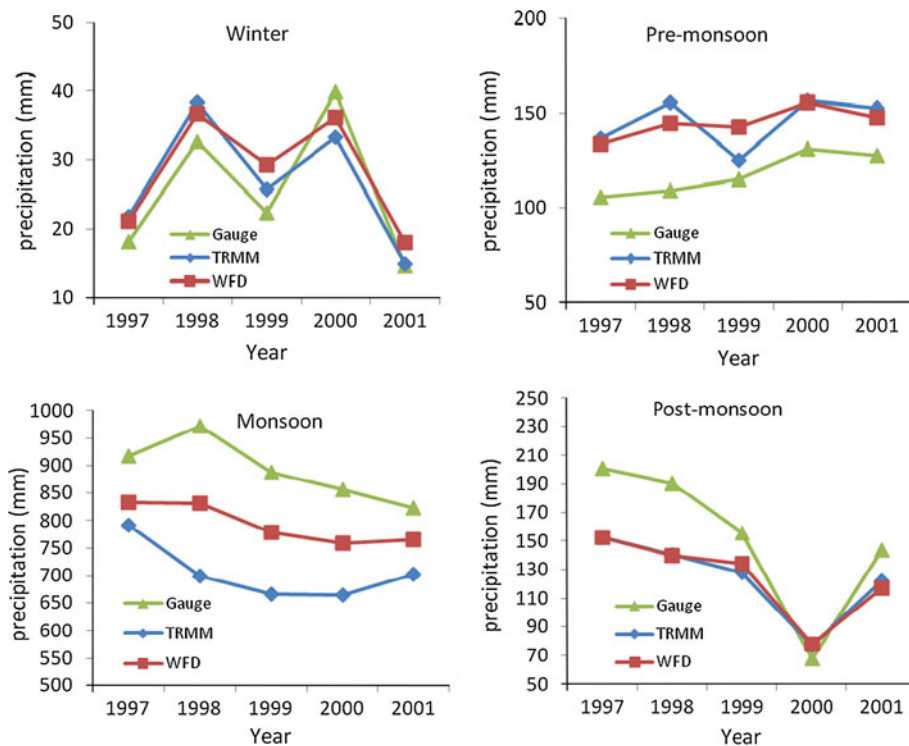 Winter
precipitation (mm)
50
40
30
20
10
Gauge
TRMM
WFD
1997 1998 1999 2000 2001
Year
Pre-monsoon
precipitation (mm)
200
150
100
50
Gauge
TRMM
WFD
1997 1998 1999 2000 2001
Year
Monsoon
precipitation (mm)
1000
950
900
850
800
750
700
650
600
550
500
Gauge
TRMM
WFD
1997 1998 1999 2000 2001
Year
Post-monsoon
precipitation (mm)
250
230
210
190
170
150
130
110
90
70
50
Gauge
TRMM
WFD
1997 1998 1999 2000 2001
Year